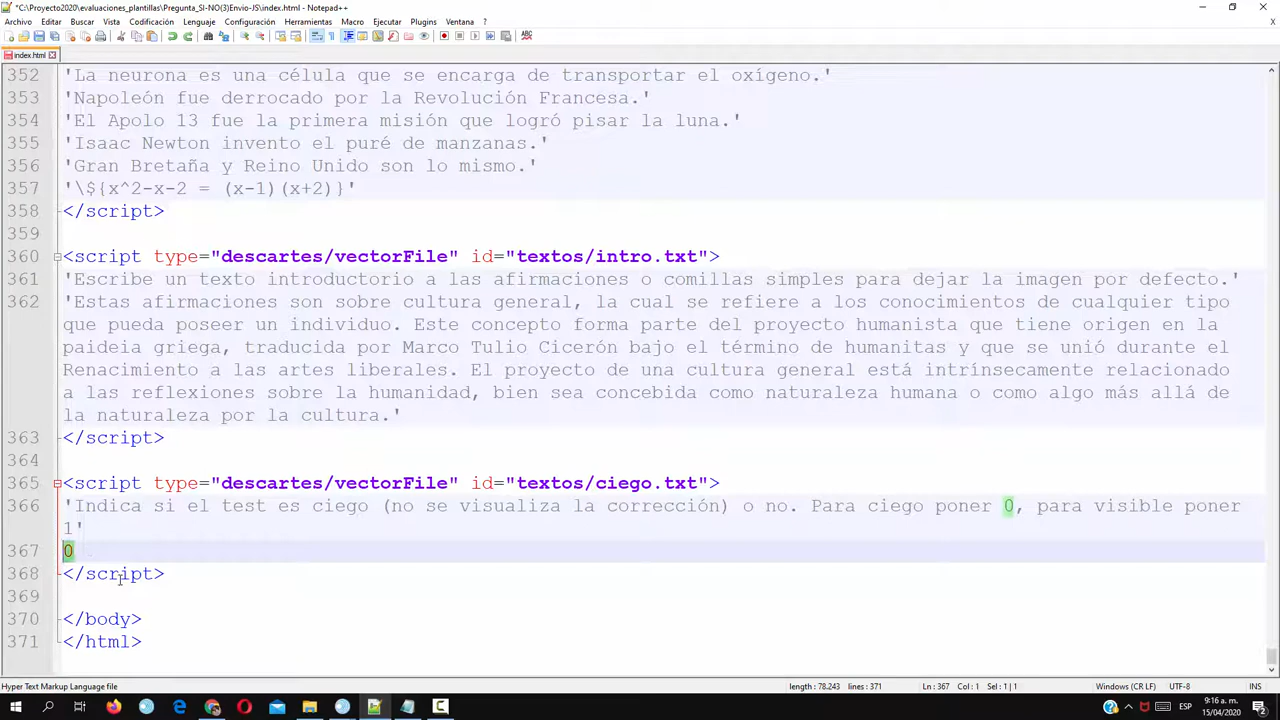 *C:\Proyecto2020\evaluaciones_plantillas\Pregunta_SI-NO(3)Envio-JS\index.html - Notepad++
Archivo Editar Buscar Vista Codificación Lenguaje Configuración Herramientas Macro Ejecutar Plugins Ventana ?
index.html
352 'La neurona es una célula que se encarga de transportar el oxígeno.'
353 'Napoleón fue derrocado por la Revolución Francesa.'
354 'El Apolo 13 fue la primera misión que logró pisar la luna.'
355 'Isaac Newton invento el puré de manzanas.'
356 'Gran Bretaña y Reino Unido son lo mismo.'
357 '\${x^2-x-2 = (x-1)(x+2)}'
358 </script>
359
360 <script type="descartes/vectorFile" id="textos/intro.txt">
361 'Escribe un texto introductorio a las afirmaciones o comillas simples para dejar la imagen por defecto.'
362 'Estas afirmaciones son sobre cultura general, la cual se refiere a los conocimientos de cualquier tipo
que pueda poseer un individuo. Este concepto forma parte del proyecto humanista que tiene origen en la
paideia griega, traducida por Marco Tulio Cicerón bajo el término de humanitas y que se unió durante el
Renacimiento a las artes liberales. El proyecto de una cultura general está intrínsecamente relacionado
a las reflexiones sobre la humanidad, bien sea concebida como naturaleza humana o como algo más allá de
la naturaleza por la cultura.'
363 </script>
364
365 <script type="descartes/vectorFile" id="textos/ciego.txt">
366 'Indica si el test es ciego (no se visualiza la corrección) o no. Para ciego poner 0, para visible poner
1'
367 0
368 </script>
369
370 </body>
371 </html>
Hyper Text Markup Language file length : 78.243 lines : 371 Ln : 367 Col : 1 Sel : 1 | 1 Windows (CR LF) UTF-8 INS
ESP
9:16 a. m.
15/04/2020